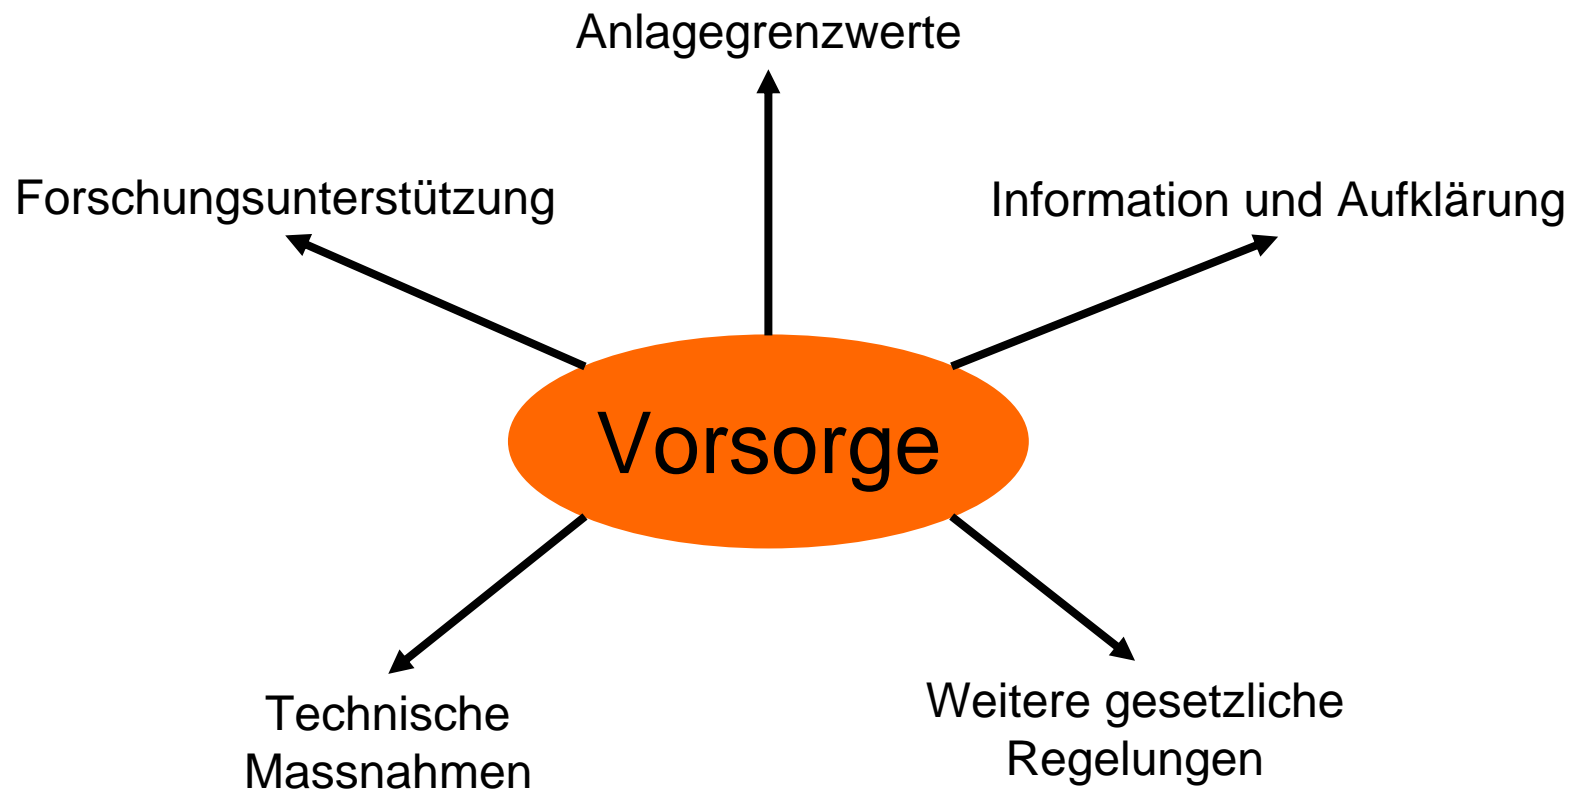 Anlagegrenzwerte
Forschungsunterstützung
Information und Aufklärung
Vorsorge
Technische
Massnahmen
Weitere gesetzliche
Regelungen